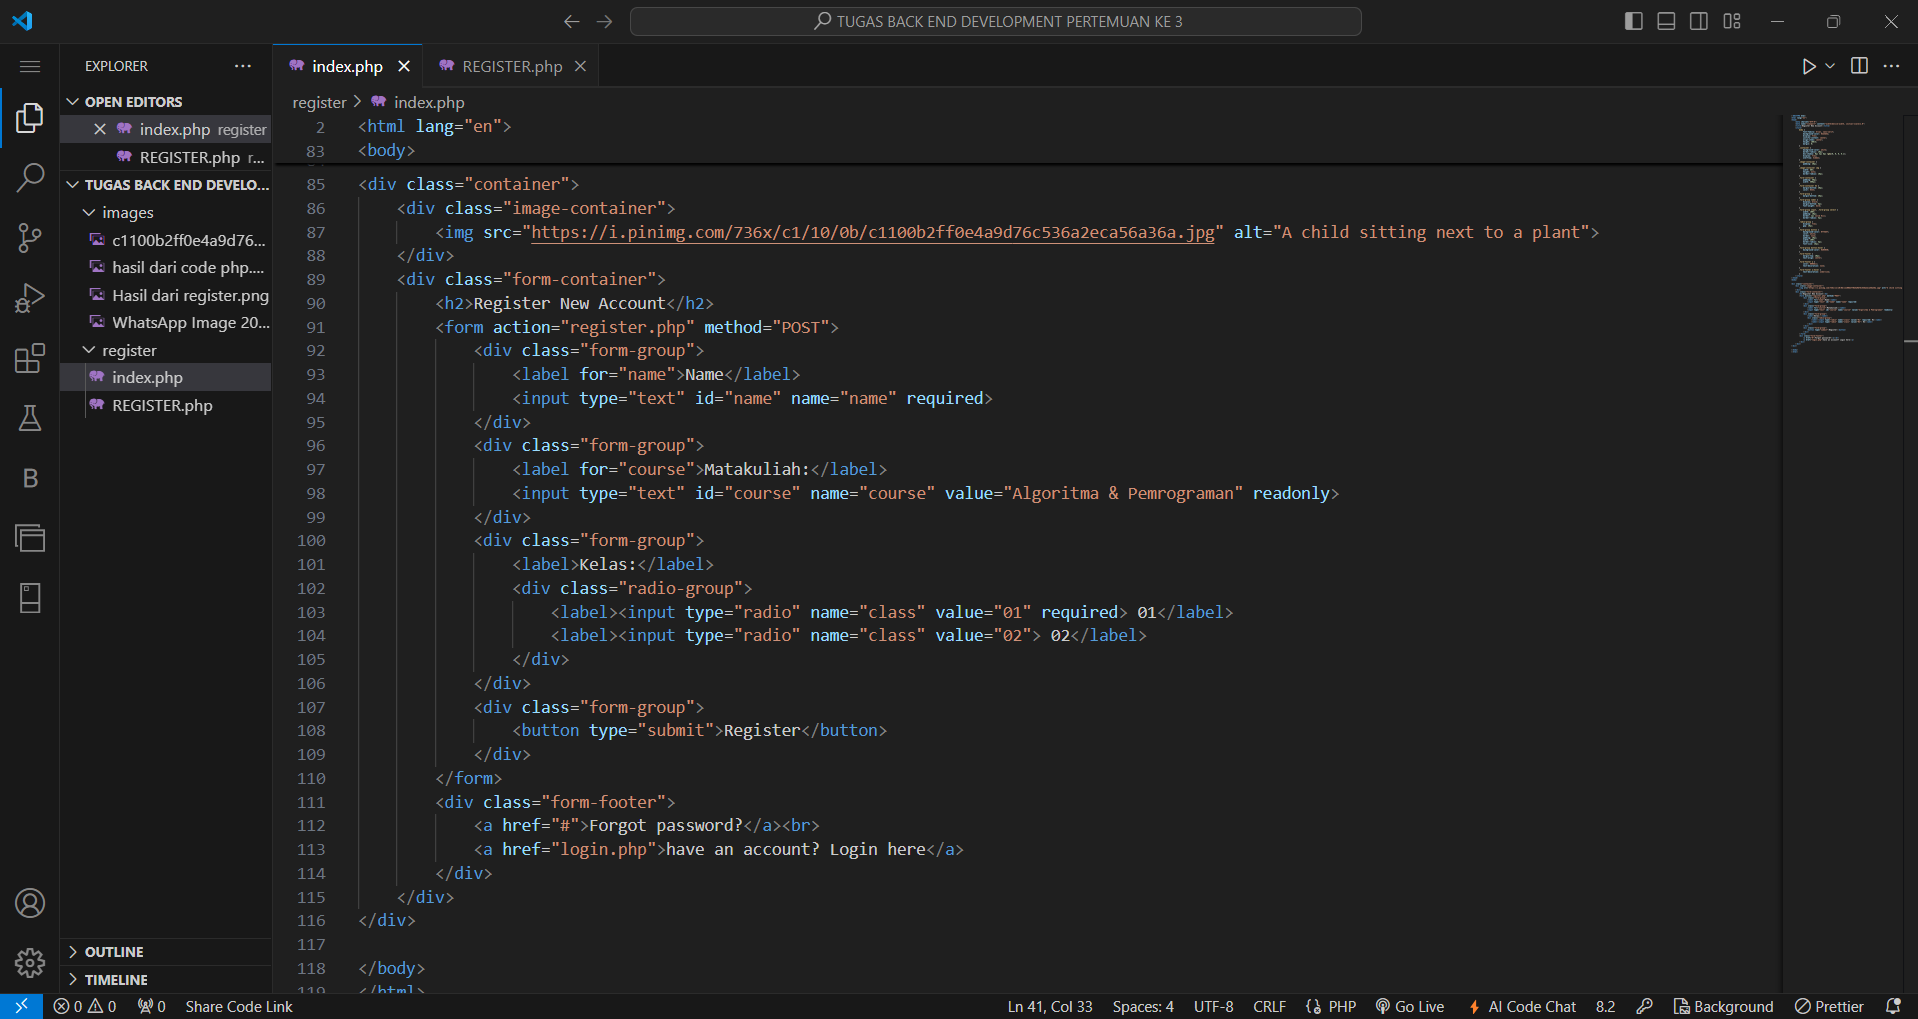 TUGAS BACK END DEVELOPMENT PERTEMUAN KE 3
EXPLORER
OPEN EDITORS
index.php register
REGISTER.php r...
TUGAS BACK END DEVELO...
images
c1100b2ff0e4a9d76...
hasil dari code php....
Hasil dari register.png
WhatsApp Image 20...
register
index.php
REGISTER.php
OUTLINE
TIMELINE
index.php
REGISTER.php
register > index.php
2 <html lang="en">
83 <body>
85 <div class="container">
86 <div class="image-container">
87 <img src="https://i.pinimg.com/736x/c1/10/0b/c1100b2ff0e4a9d76c536a2eca56a36a.jpg" alt="A child sitting next to a plant">
88 </div>
89 <div class="form-container">
90 <h2>Register New Account</h2>
91 <form action="register.php" method="POST">
92 <div class="form-group">
93 <label for="name">Name</label>
94 <input type="text" id="name" name="name" required>
95 </div>
96 <div class="form-group">
97 <label for="course">Matakuliah:</label>
98 <input type="text" id="course" name="course" value="Algoritma & Pemrograman" readonly>
99 </div>
100 <div class="form-group">
101 <label>Kelas:</label>
102 <div class="radio-group">
103 <label><input type="radio" name="class" value="01" required> 01</label>
104 <label><input type="radio" name="class" value="02"> 02</label>
105 </div>
106 </div>
107 <div class="form-group">
108 <button type="submit">Register</button>
109 </div>
110 </form>
111 <div class="form-footer">
112 <a href="#">Forgot password?</a><br>
113 <a href="login.php">have an account? Login here</a>
114 </div>
115 </div>
116 </div>
117
118 </body>
119 </html>
0 0 0 Share Code Link Ln 41, Col 33 Spaces: 4 UTF-8 CRLF PHP Go Live AI Code Chat 8.2 Background Prettier